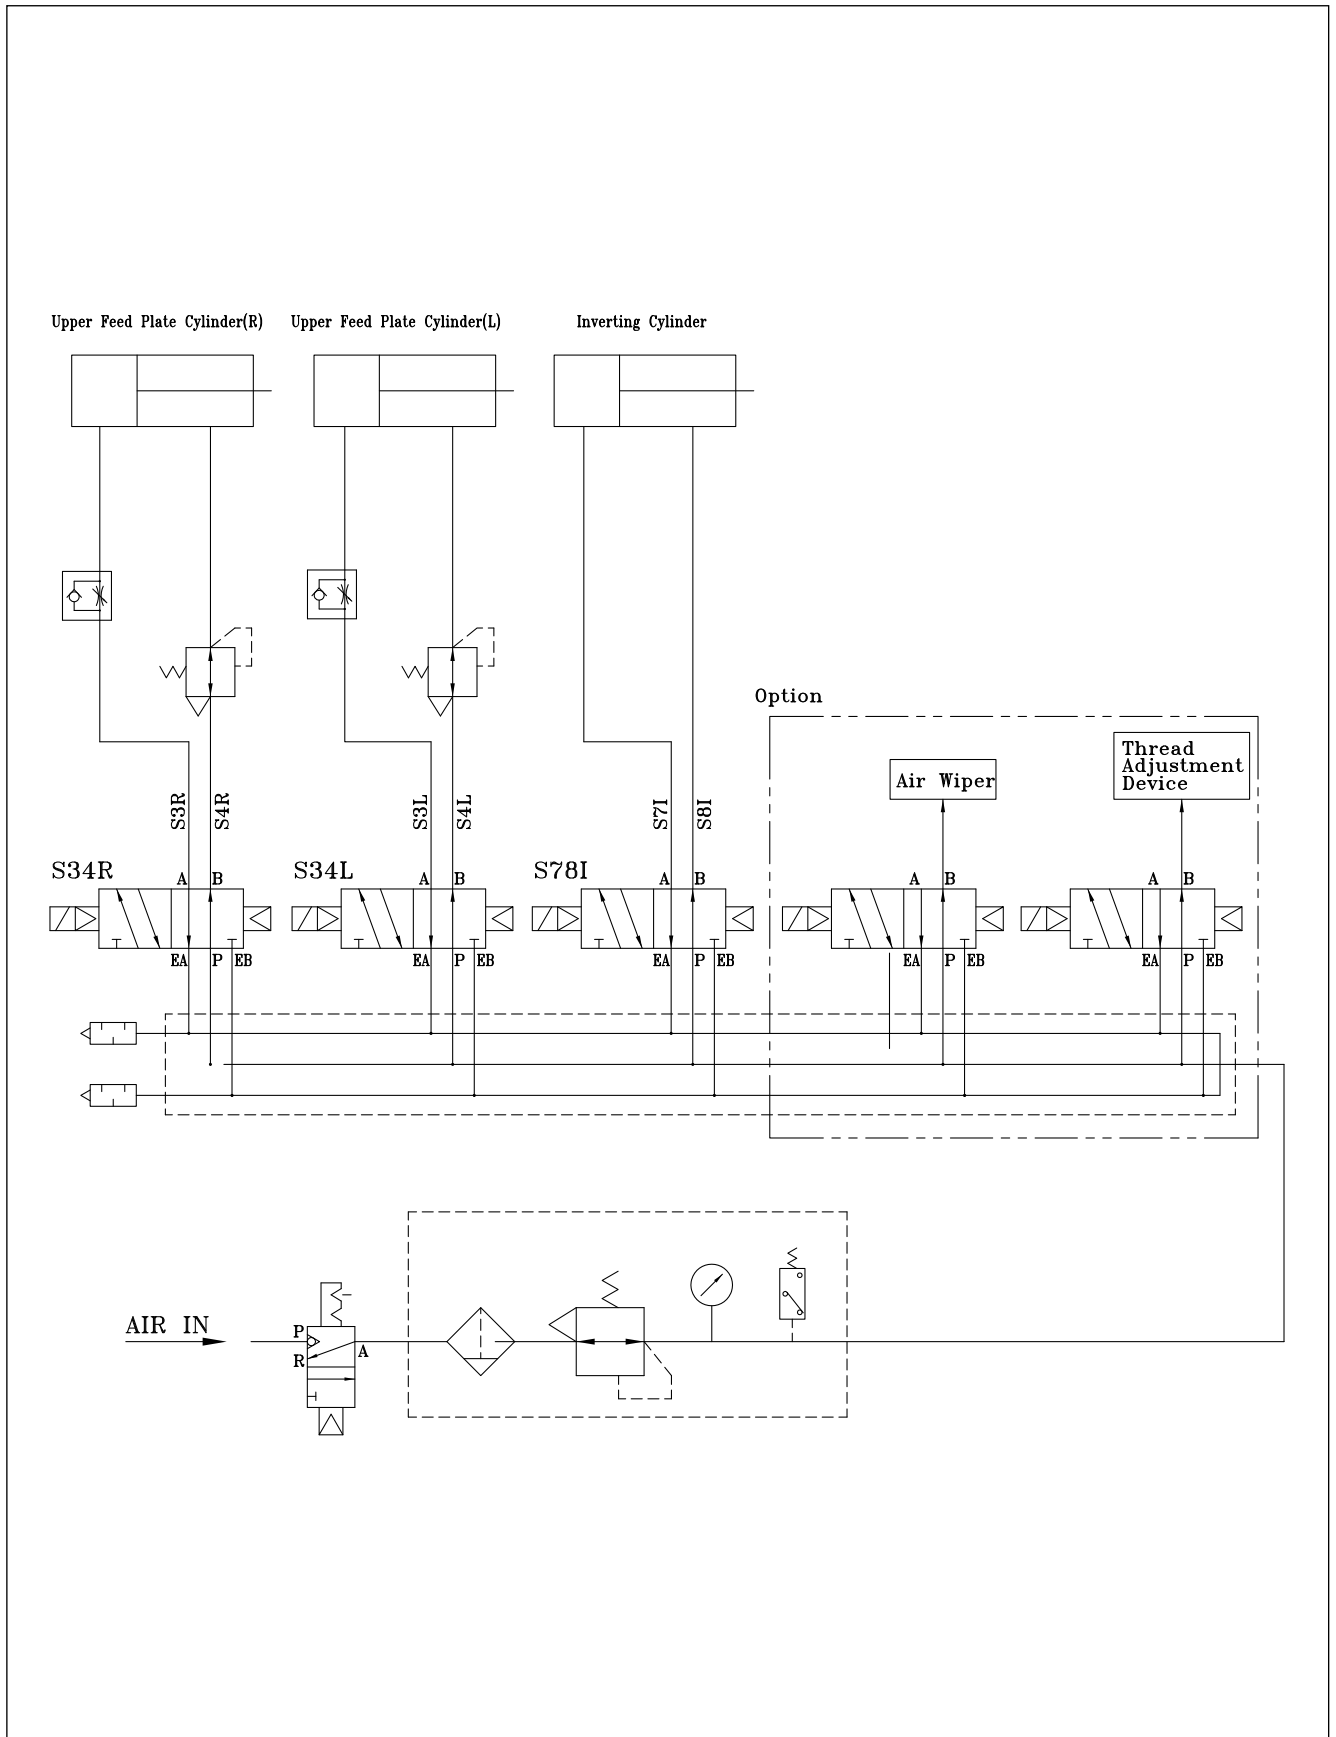 Upper Feed Plate Cylinder(R)
Upper Feed Plate Cylinder(L)
Inverting Cylinder
Option
Air Wiper
Thread
Adjustment
Device
S3R
S4R
S3L
S4L
S7I
S8I
S34R
S34L
S78I
A B
A B
A B
A B
A B
EA P EB
EA P EB
EA P EB
EA P EB
EA P EB
AIR IN
P
R
A